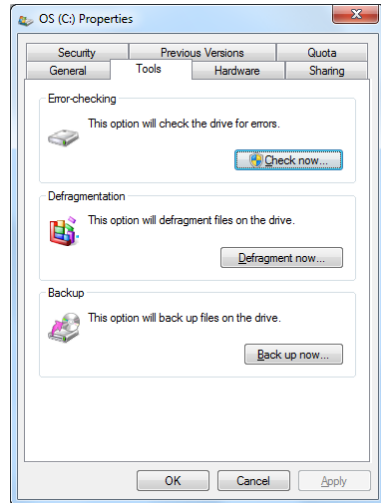 OS (C:) Properties
Security Previous Versions Quota
General Tools Hardware Sharing
Error-checking
This option will check the drive for errors.
Check now...
Defragmentation
This option will defragment files on the drive.
Defragment now...
Backup
This option will back up files on the drive.
Back up now...
OK Cancel Apply